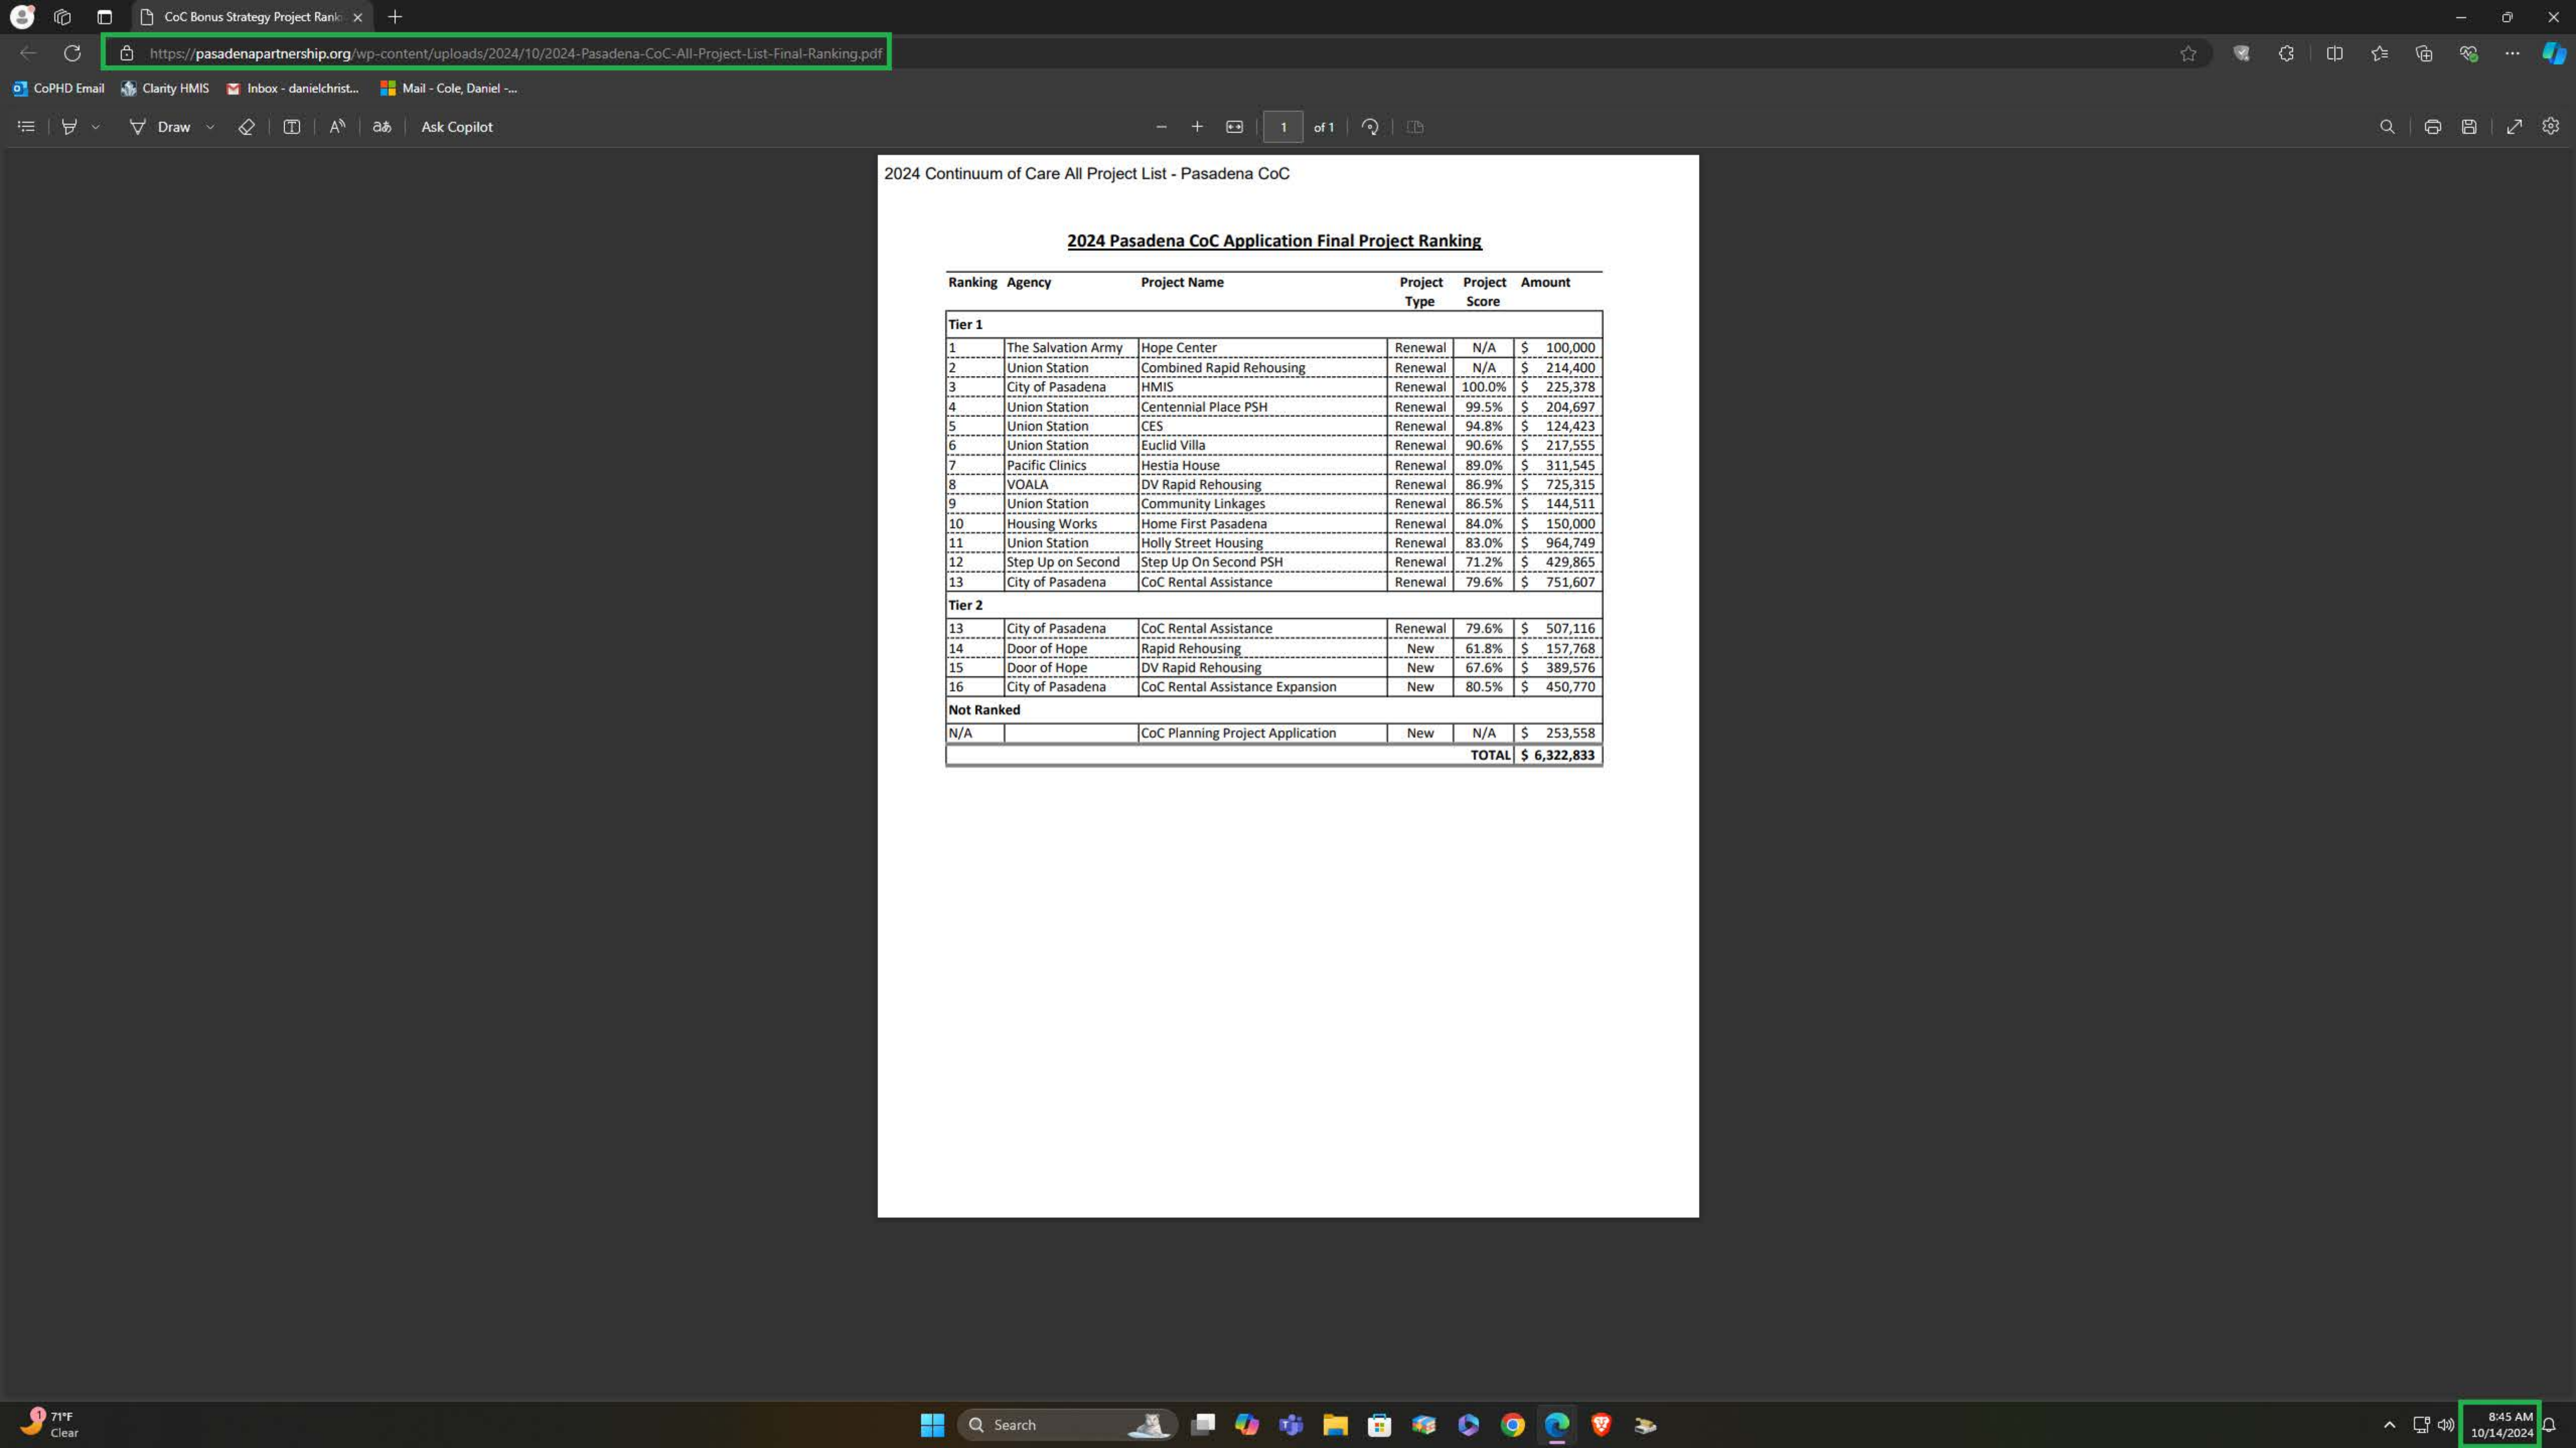 CoC Bonus Strategy Project Rank
https://pasadenapartnership.org/wp-content/uploads/2024/10/2024-Pasadena-CoC-All-Project-List-Final-Ranking.pdf
CoPHD Email Clarity HMIS Inbox - danielchrist... Mail - Cole, Daniel -...
Draw Ask Copilot 1 of 1
2024 Continuum of Care All Project List - Pasadena CoC
2024 Pasadena CoC Application Final Project Ranking
Ranking Agency Project Name Project Project Amount
Type Score
Tier 1
1 The Salvation Army Hope Center Renewal N/A $ 100,000
2 Union Station Combined Rapid Rehousing Renewal N/A $ 214,400
3 City of Pasadena HMIS Renewal 100.0% $ 225,378
4 Union Station Centennial Place PSH Renewal 99.5% $ 204,697
5 Union Station CES Renewal 94.8% $ 124,423
6 Union Station Euclid Villa Renewal 90.6% $ 217,555
7 Pacific Clinics Hestia House Renewal 89.0% $ 311,545
8 VOALA DV Rapid Rehousing Renewal 86.9% $ 725,315
9 Union Station Community Linkages Renewal 86.5% $ 144,511
10 Housing Works Home First Pasadena Renewal 84.0% $ 150,000
11 Union Station Holly Street Housing Renewal 83.0% $ 964,749
12 Step Up on Second Step Up On Second PSH Renewal 71.2% $ 429,865
13 City of Pasadena CoC Rental Assistance Renewal 79.6% $ 751,607
Tier 2
13 City of Pasadena CoC Rental Assistance Renewal 79.6% $ 507,116
14 Door of Hope Rapid Rehousing New 61.8% $ 157,768
15 Door of Hope DV Rapid Rehousing New 67.6% $ 389,576
16 City of Pasadena CoC Rental Assistance Expansion New 80.5% $ 450,770
Not Ranked
N/A CoC Planning Project Application New N/A $ 253,558
TOTAL $ 6,322,833
1 71°F
Clear
Search
8:45 AM
10/14/2024